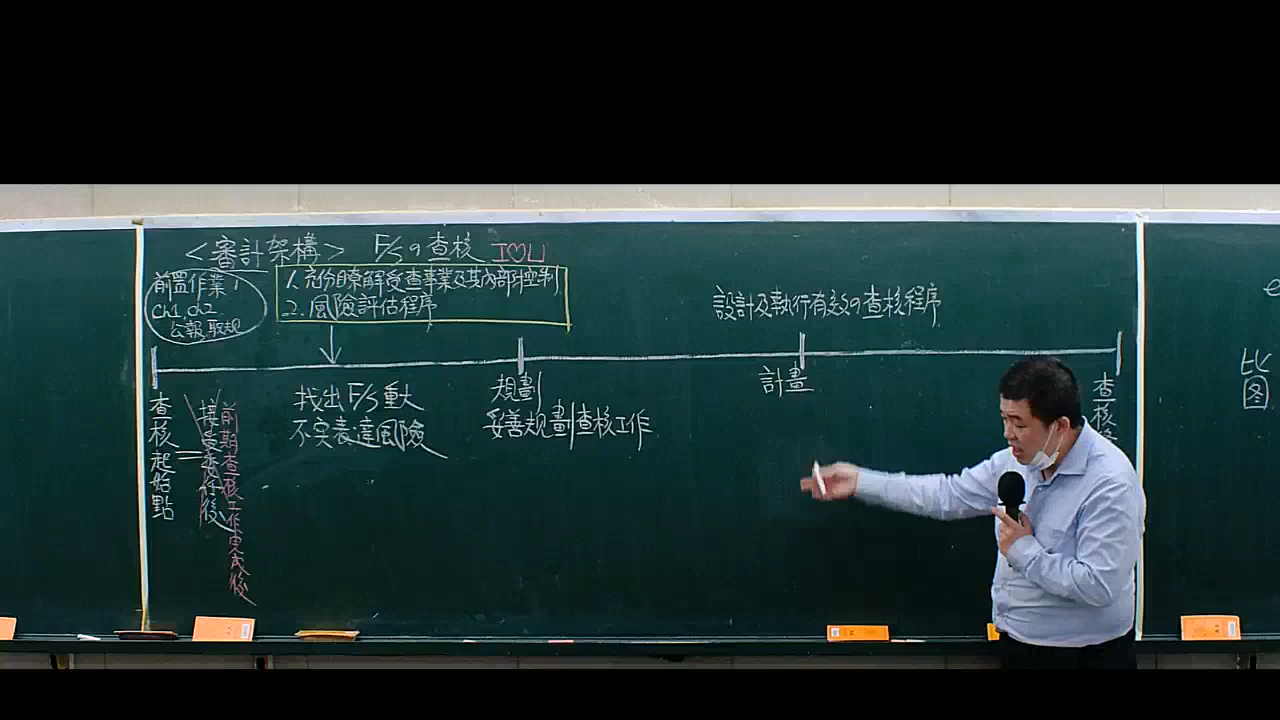 <審計架構> F/S の查核 I♡LI
前置作業
ch1, ch2
公報 取規
1. 充份瞭解受查事業及其內部控制
2. 風險評估程序
設計及執行有效の查核程序
找出F/S重大
不实表達風險
規劃
妥善規劃查核工作
計畫
查核起始點
=
接受委任後
前期查核工作完成後
查核
比
图